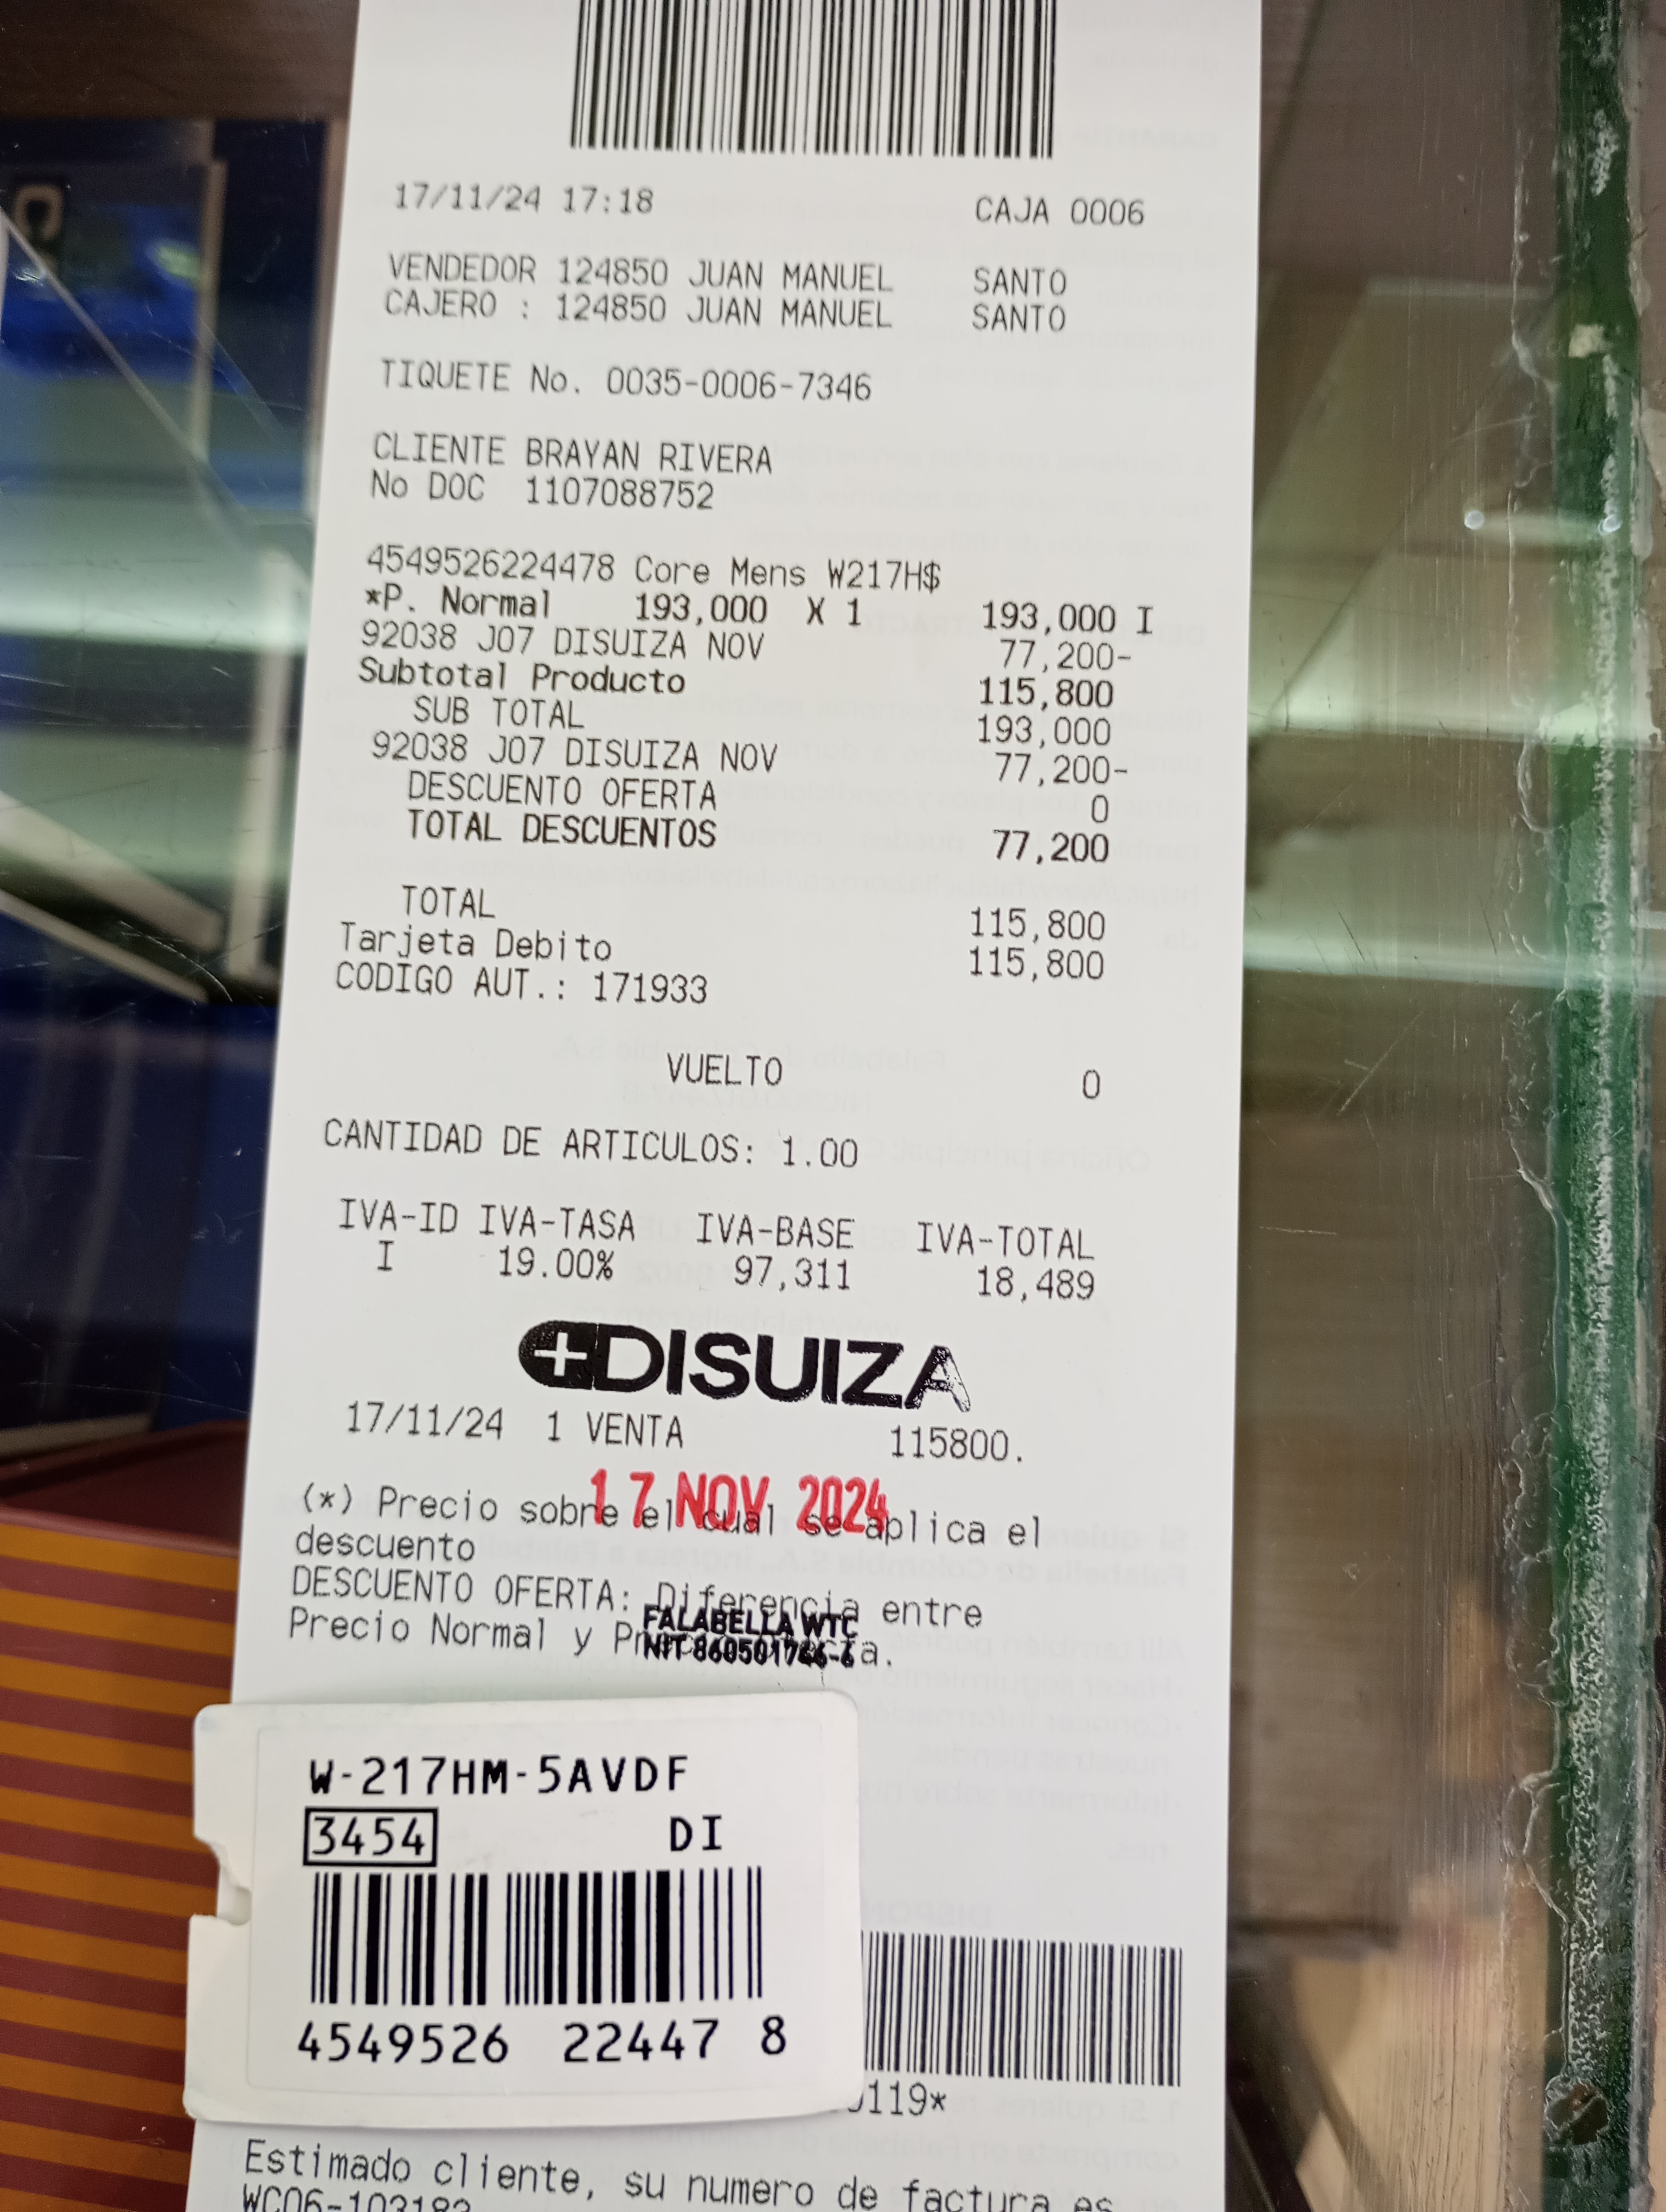 17/11/24 17:18 CAJA 0006
VENDEDOR 124850 JUAN MANUEL SANTO
CAJERO : 124850 JUAN MANUEL SANTO
TIQUETE No. 0035-0006-7346
CLIENTE BRAYAN RIVERA
No DOC 1107088752
4549526224478 Core Mens W217H$
*P. Normal 193,000 X 1 193,000 I
92038 J07 DISUIZA NOV 77,200-
Subtotal Producto 115,800
SUB TOTAL 193,000
92038 J07 DISUIZA NOV 77,200-
DESCUENTO OFERTA 0
TOTAL DESCUENTOS 77,200
TOTAL 115,800
Tarjeta Debito 115,800
CODIGO AUT.: 171933
VUELTO 0
CANTIDAD DE ARTICULOS: 1.00
IVA-ID IVA-TASA IVA-BASE IVA-TOTAL
I 19.00% 97,311 18,489
DISUIZA
17/11/24 1 VENTA 115800.
17 NOV 2024
(*) Precio sobre el cual se aplica el
descuento
DESCUENTO OFERTA: Diferencia entre
FALABELLA WTC
Precio Normal y
NIT 860501766-6
W-217HM-5AVDF
3454 DI
4549526 22447 8
119*
Estimado cliente, su numero de factura es
WC06-103182